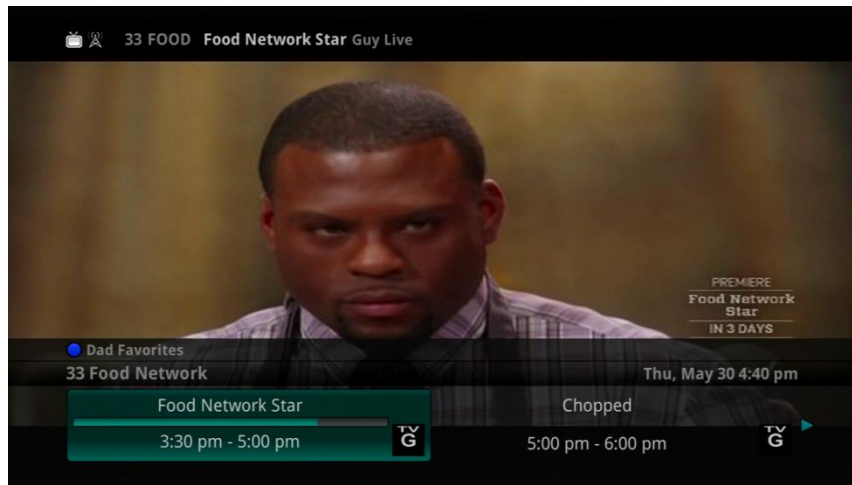 33 FOOD Food Network Star Guy Live
PREMIERE
Food Network
Star
IN 3 DAYS
Dad Favorites
33 Food Network Thu, May 30 4:40 pm
Food Network Star Chopped
3:30 pm - 5:00 pm TV G 5:00 pm - 6:00 pm TV G